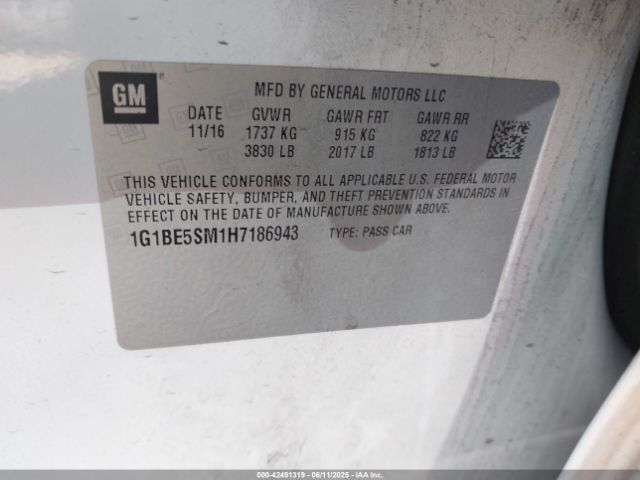 GM
MFD BY GENERAL MOTORS LLC
DATE GVWR GAWR FRT GAWR RR
11/16 1737 KG 915 KG 822 KG
3830 LB 2017 LB 1813 LB
THIS VEHICLE CONFORMS TO ALL APPLICABLE U.S. FEDERAL MOTOR
VEHICLE SAFETY, BUMPER, AND THEFT PREVENTION STANDARDS IN
EFFECT ON THE DATE OF MANUFACTURE SHOWN ABOVE.
1G1BE5SM1H7186943 TYPE: PASS CAR
000-42491319 - 06/11/2025 - IAAI